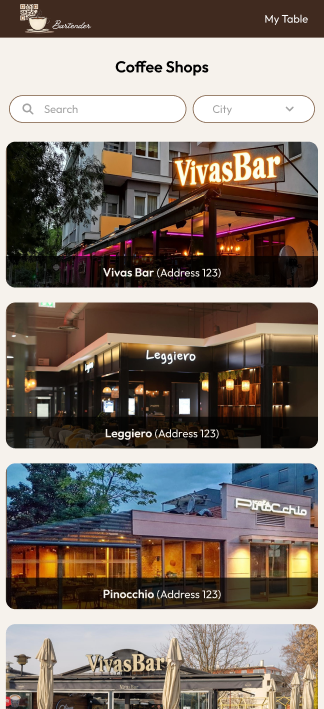 Bartender
My Table
Coffee Shops
Search
City
VivasBar
Vivas Bar (Address 123)
Leggiero
Leggiero (Address 123)
PinoCchio
Pinocchio (Address 123)
VivasBar